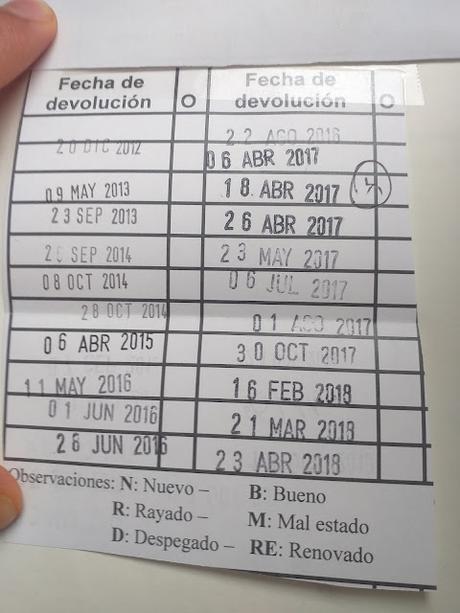 Fecha de
devolución O
20 DIC 2012
09 MAY 2013
23 SEP 2013
SEP 2014
08 OCT 2014
28 OCT 2014
06 ABR 2015
11 MAY 2016
01 JUN 2016
28 JUN 2016
Fecha de
devolución O
22 AGO 2016
06 ABR 2017
18 ABR 2017
26 ABR 2017
23 MAY 2017
06 JUL 2017
01 AGO 2017
30 OCT 2017
16 FEB 2018
21 MAR 2018
23 ABR 2018
Observaciones: N: Nuevo – B: Bueno
R: Rayado – M: Mal estado
D: Despegado – RE: Renovado